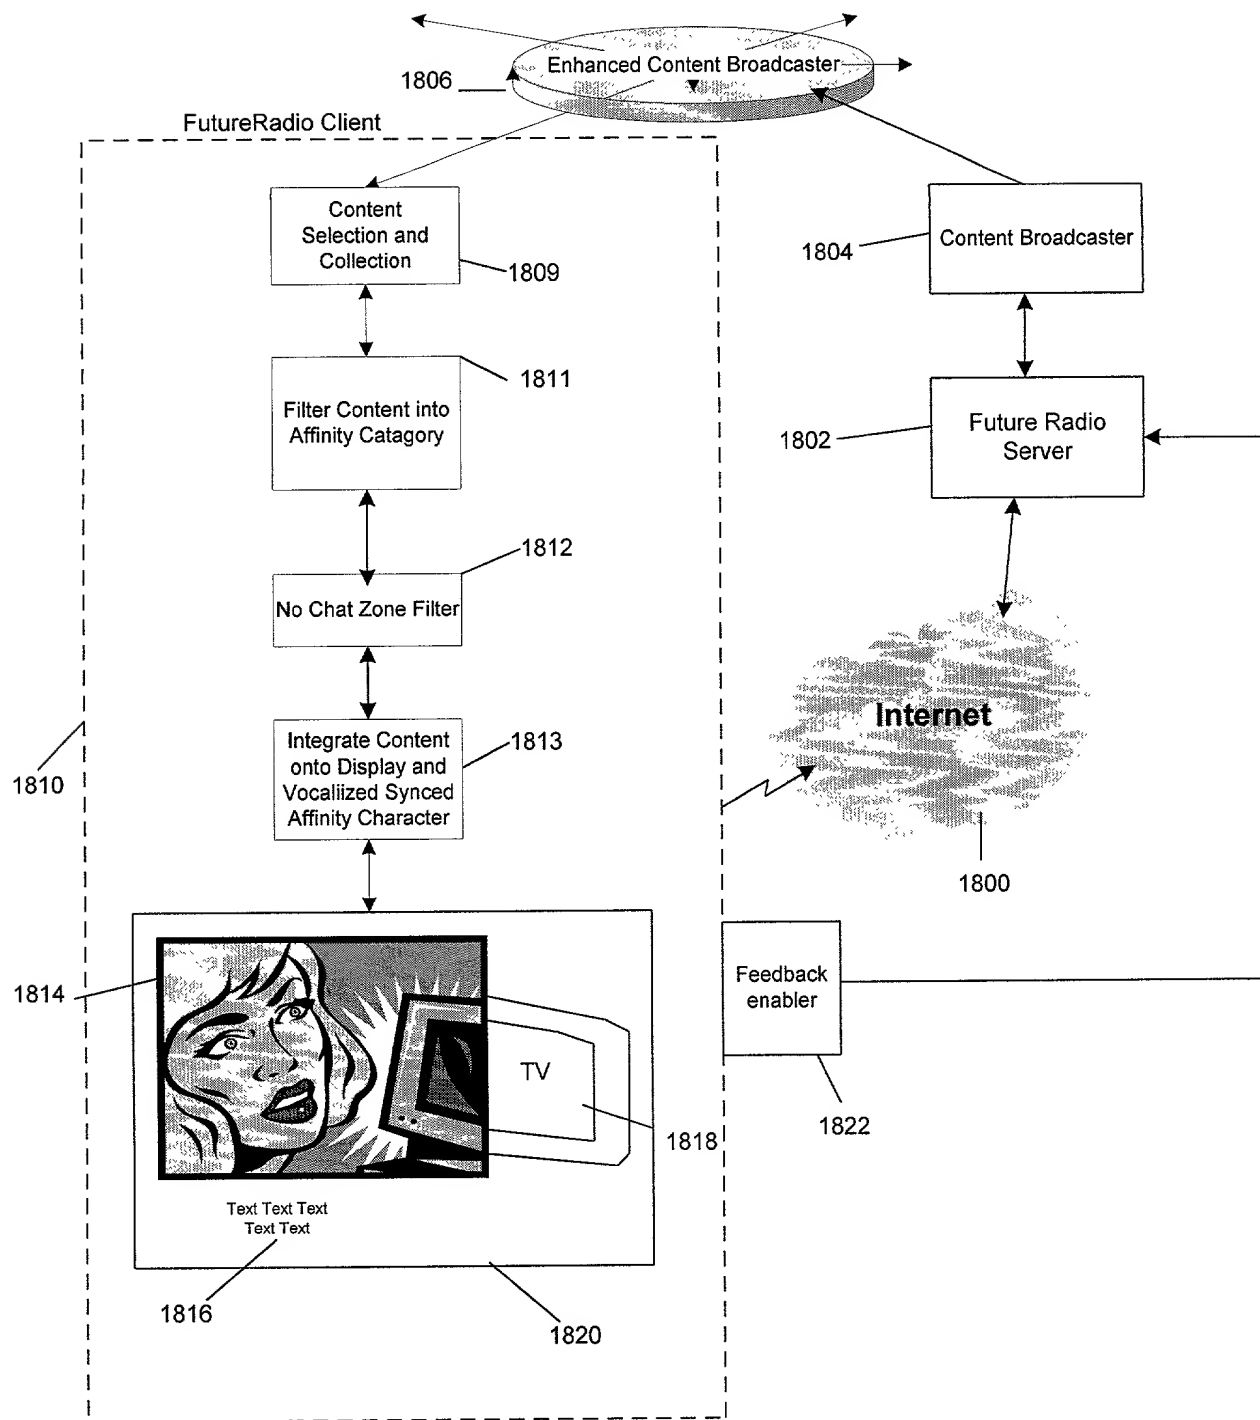 Enhanced Content Broadcaster
1806
FutureRadio Client
Content
Selection and
Collection
1809
1804
Content Broadcaster
Filter Content into
Affinity Catagory
1811
1802
Future Radio
Server
1812
No Chat Zone Filter
Internet
1800
1810
Integrate Content
onto Display and
Vocaliized Synced
Affinity Character
1813
1814
TV
1818
Feedback
enabler
1822
Text Text Text
Text Text
1816
1820